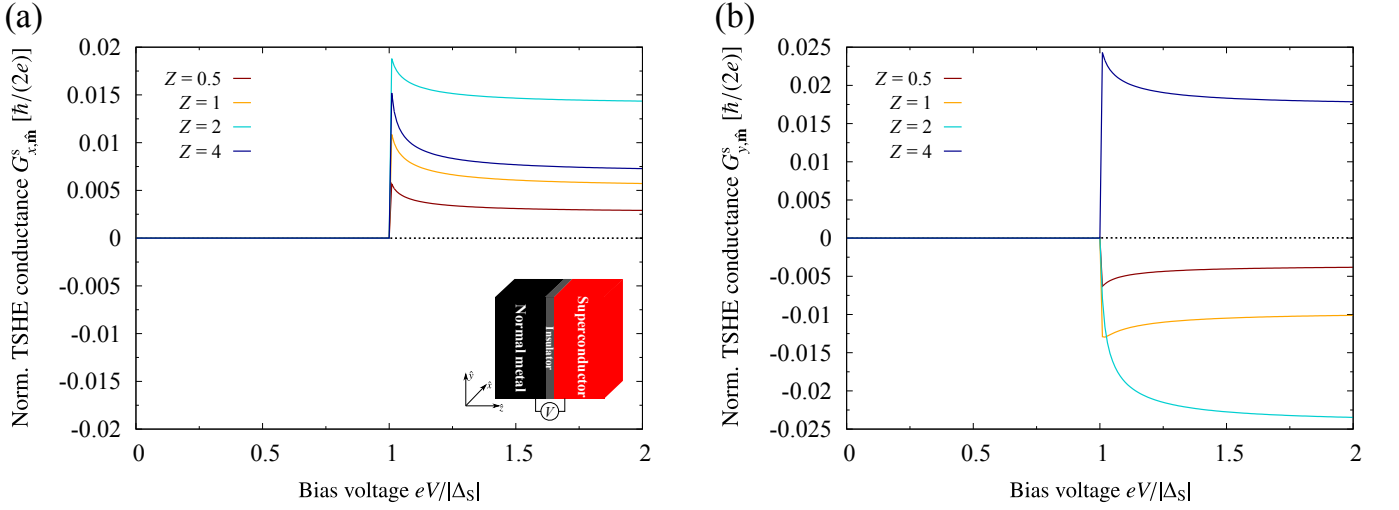 (a)
Norm. TSHE conductance G^s_{x,m̂} [ħ/(2e)]
0.02
0.015
0.01
0.005
0
-0.005
-0.01
-0.015
-0.02
Z = 0.5
Z = 1
Z = 2
Z = 4
Normal metal
Insulator
Superconductor
ŷ
x̂
ẑ
V
0
0.5
1
1.5
2
Bias voltage eV/|Δ_S|
(b)
Norm. TSHE conductance G^s_{y,m̂} [ħ/(2e)]
0.025
0.02
0.015
0.01
0.005
0
-0.005
-0.01
-0.015
-0.02
-0.025
Z = 0.5
Z = 1
Z = 2
Z = 4
0
0.5
1
1.5
2
Bias voltage eV/|Δ_S|